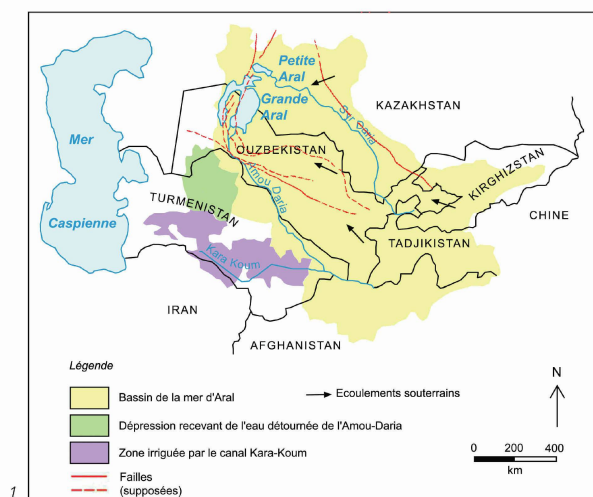 Petite
Aral
Grande
Aral
KAZAKHSTAN
Syr Daria
Mer
Caspienne
OUZBEKISTAN
KIRGHIZSTAN
Amou Daria
CHINE
TURMENISTAN
TADJIKISTAN
Kara Koum
IRAN
AFGHANISTAN
Légende
Bassin de la mer d'Aral
Ecoulements souterrains
N
Dépression recevant de l'eau détournée de l'Amou-Daria
Zone irriguée par le canal Kara-Koum
0 200 400
km
Failles
(supposées)
1